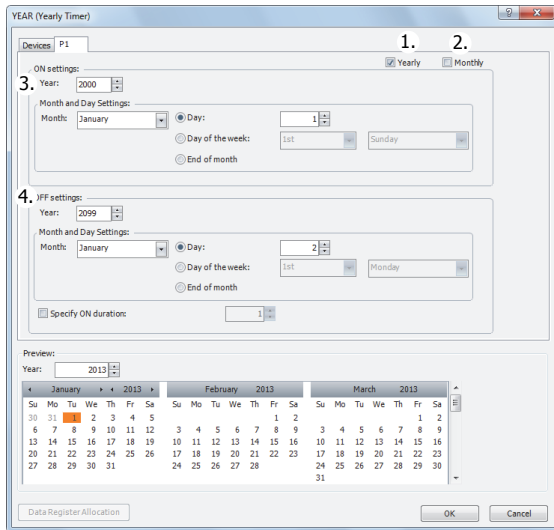 YEAR (Yearly Timer)
Devices P1
1. 2.
Yearly Monthly
ON settings:
3. Year: 2000
Month and Day Settings:
Month: January Day: 1
Day of the week: 1st Sunday
End of month
4. OFF settings:
Year: 2099
Month and Day Settings:
Month: January Day: 2
Day of the week: 1st Monday
End of month
Specify ON duration: 1
Preview:
Year: 2013
January 2013 February 2013 March 2013
Su Mo Tu We Th Fr Sa Su Mo Tu We Th Fr Sa Su Mo Tu We Th Fr Sa
30 31 1 2 3 4 5 1 2 1 2
6 7 8 9 10 11 12 3 4 5 6 7 8 9 3 4 5 6 7 8 9
13 14 15 16 17 18 19 10 11 12 13 14 15 16 10 11 12 13 14 15 16
20 21 22 23 24 25 26 17 18 19 20 21 22 23 17 18 19 20 21 22 23
27 28 29 30 31 24 25 26 27 28 24 25 26 27 28 29 30
31
Data Register Allocation OK Cancel